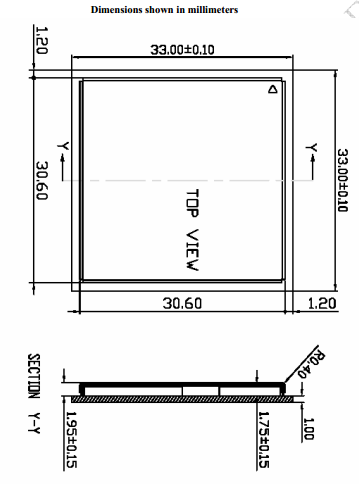 Dimensions shown in millimeters
1.20
33.00±0.10
Y
Y
30.60
33.00±0.10
TOP VIEW
30.60
1.20
SECTION Y-Y
R0.40
1.95±0.15
1.75±0.15
1.00